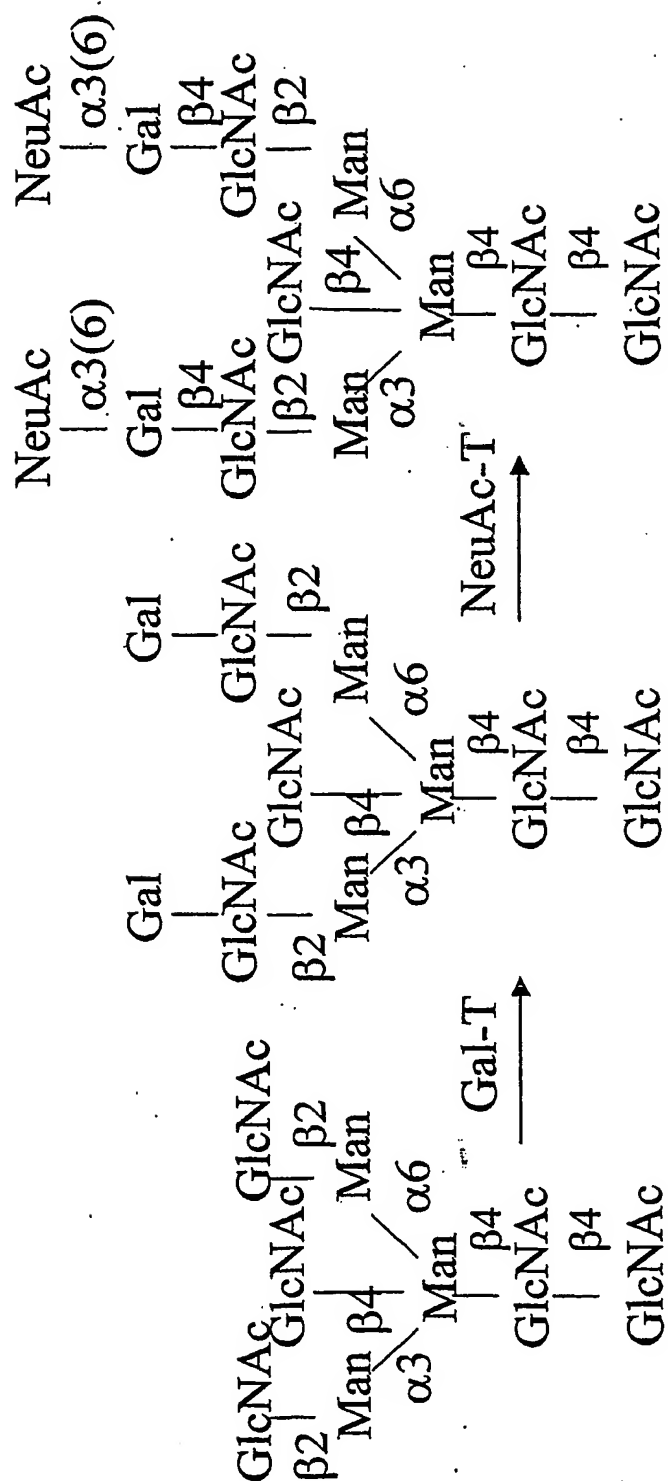 GlcNAc GlcNAc
GlcNAc
β2 β2
Man β4 Man
α3 α6
Man
β4
GlcNAc
β4
GlcNAc
Gal-T
Gal Gal
GlcNAc GlcNAc
GlcNAc
β2 β2
Man β4 Man
α3 α6
Man
β4
GlcNAc
β4
GlcNAc
NeuAc-T
NeuAc NeuAc
α3(6) α3(6)
Gal Gal
β4 β4
GlcNAc GlcNAc
β2 GlcNAc β2
Man β4 Man
α3 α6
Man
β4
GlcNAc
β4
GlcNAc